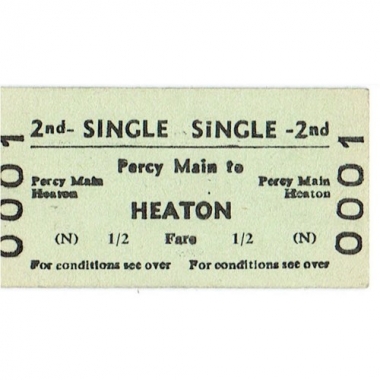 2nd- SINGLE SiNGLE -2nd
Percy Main to
Percy Main Percy Main
Heaton Heaton
HEATON
(N) 1/2 Fare 1/2 (N)
For conditions see over For conditions see over
0001
0001